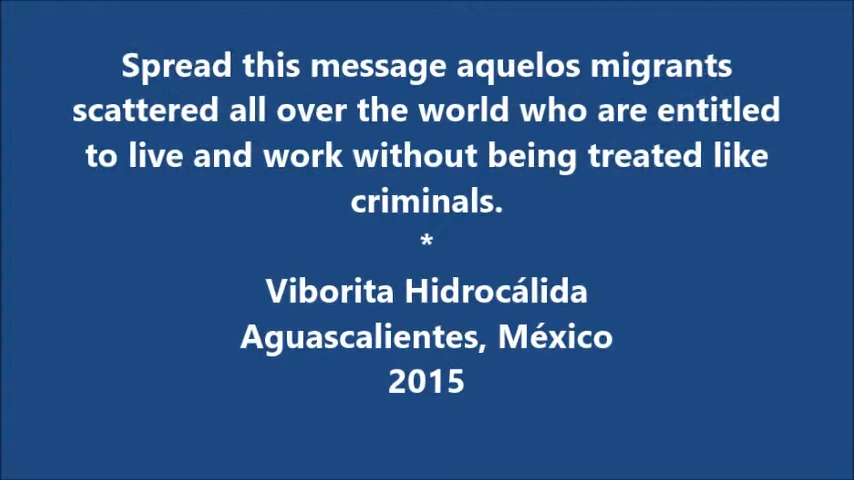 Spread this message aquelos migrants
scattered all over the world who are entitled
to live and work without being treated like
criminals.
*
Viborita Hidrocálida
Aguascalientes, México
2015